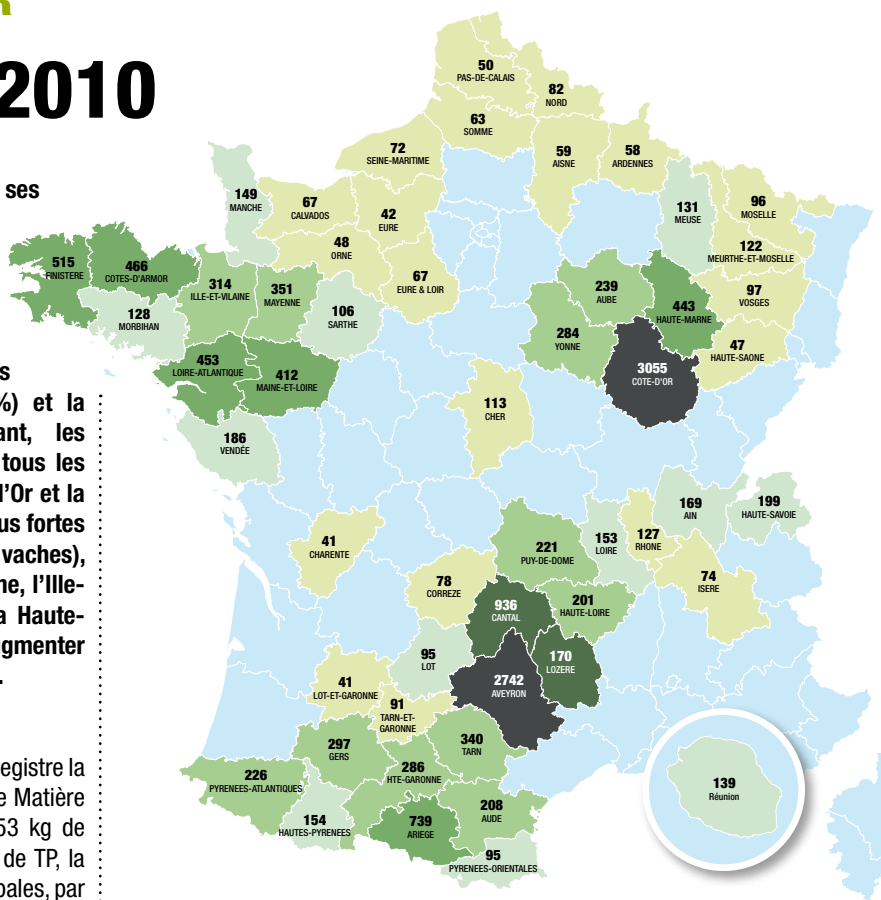 2010
ses
s
%) et la
ant, les
tous les
l'Or et la
us fortes
vaches),
ne, l'Ille-
a Haute-
gmenter
.
egistre la
e Matière
53 kg de
de TP, la
pales, par
50
PAS-DE-CALAIS
82
NORD
63
SOMME
72
SEINE-MARITIME
59
AISNE
58
ARDENNES
149
MANCHE
67
CALVADOS
42
EURE
131
MEUSE
96
MOSELLE
48
ORNE
122
MEURTHE-ET-MOSELLE
515
FINISTERE
466
COTES-D'ARMOR
314
ILLE-ET-VILAINE
351
MAYENNE
67
EURE & LOIR
239
AUBE
443
HAUTE-MARNE
97
VOSGES
128
MORBIHAN
106
SARTHE
284
YONNE
47
HAUTE-SAONE
453
LOIRE-ATLANTIQUE
412
MAINE-ET-LOIRE
3055
COTE-D'OR
113
CHER
186
VENDÉE
169
AIN
199
HAUTE-SAVOIE
41
CHARENTE
221
PUY-DE-DOME
153
LOIRE
127
RHONE
74
ISERE
78
CORREZE
936
CANTAL
201
HAUTE-LOIRE
95
LOT
170
LOZERE
41
LOT-ET-GARONNE
2742
AVEYRON
91
TARN-ET-
GARONNE
297
GERS
340
TARN
226
PYRENEES-ATLANTIQUES
286
HTE-GARONNE
154
HAUTES-PYRENEES
739
ARIEGE
208
AUDE
95
PYRENEES-ORIENTALES
139
Réunion